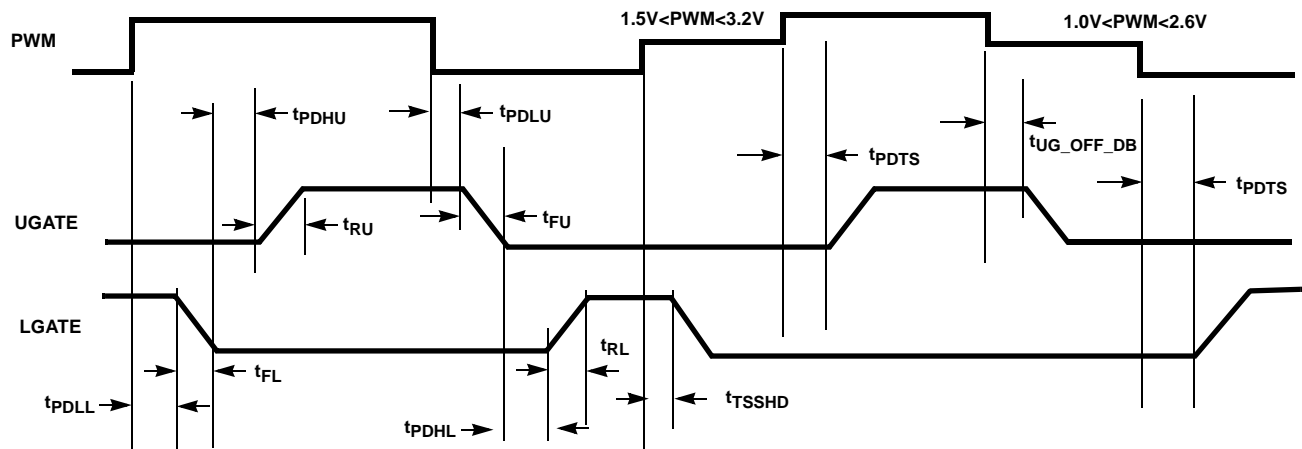 1.5V<PWM<3.2V
1.0V<PWM<2.6V
PWM
tPDHU
tPDLU
tPDTS
tUG_OFF_DB
tPDTS
UGATE
tRU
tFU
LGATE
tFL
tRL
tPDLL
tPDHL
tTSSHD